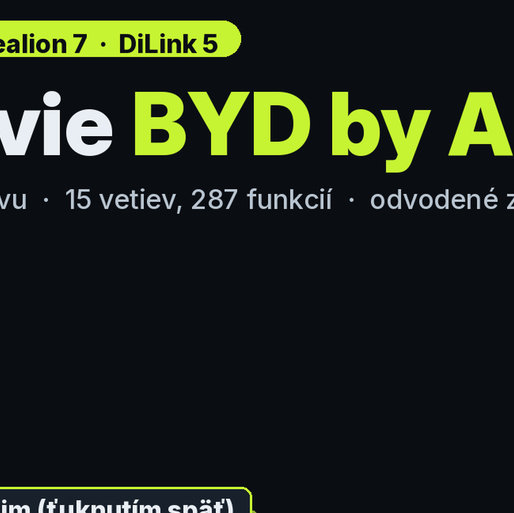 ealion 7 · DiLink 5
vie BYD by A
vu · 15 vetiev, 287 funkcií · odvodené z
im (ťuknutím späť)